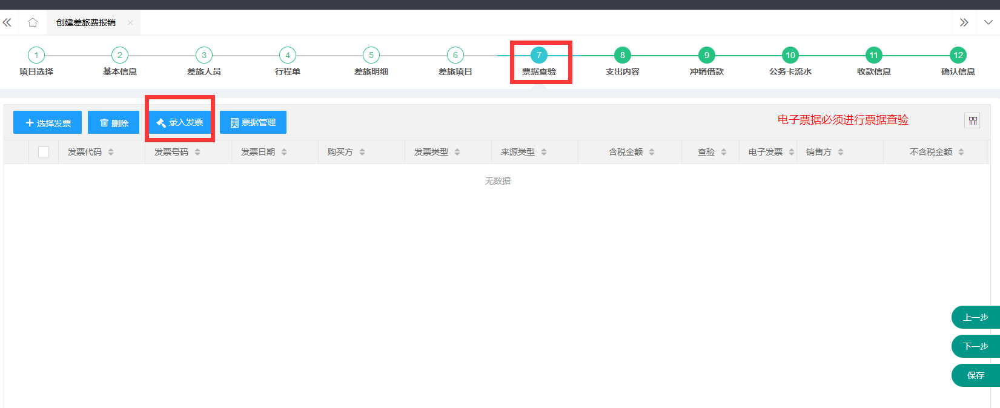 创建差旅费报销
1 2 3 4 5 6 7 8 9 10 11 12
项目选择 基本信息 差旅人员 行程单 差旅明细 差旅项目 票据查验 支出内容 冲销借款 公务卡流水 收款信息 确认信息
选择发票 删除 录入发票 票据管理 电子票据必须进行票据查验
发票代码 发票号码 发票日期 购买方 发票类型 来源类型 含税金额 查验 电子发票 销售方 不含税金额
无数据
上一步
下一步
保存